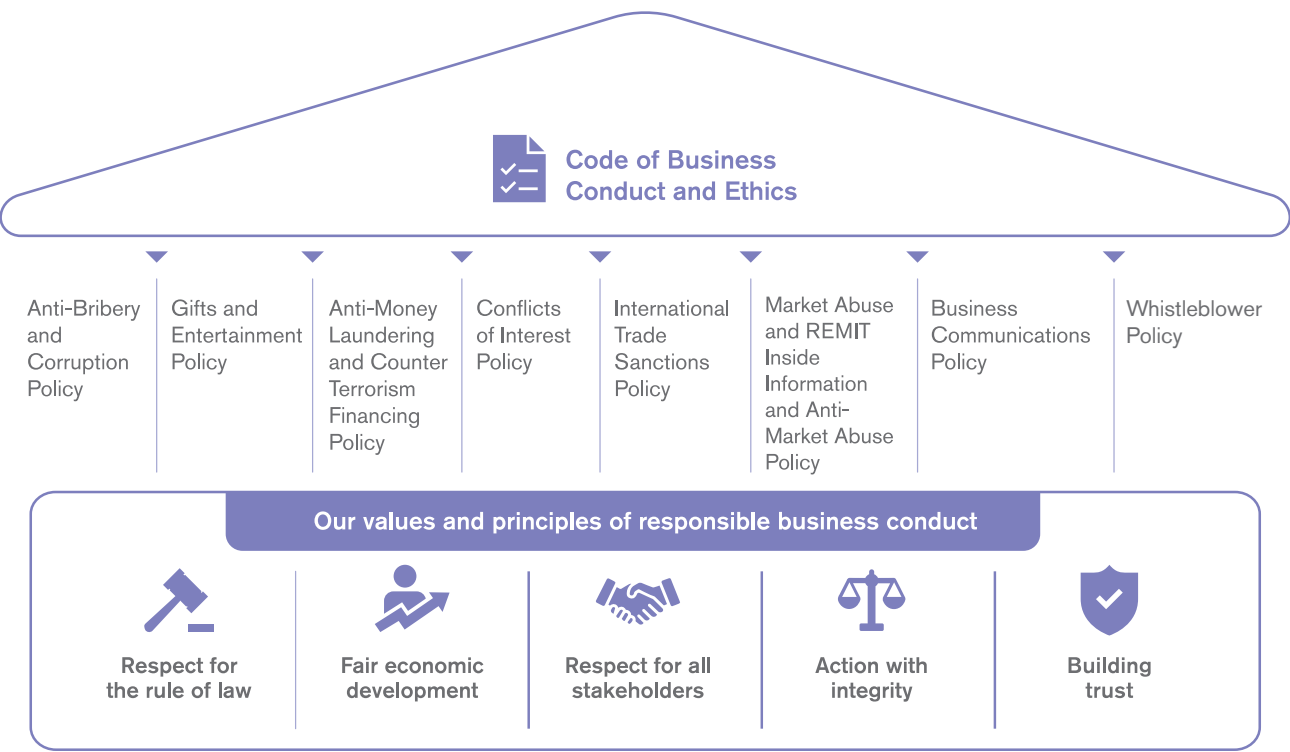 Code of Business
Conduct and Ethics
Anti-Bribery
and
Corruption
Policy
Gifts and
Entertainment
Policy
Anti-Money
Laundering
and Counter
Terrorism
Financing
Policy
Conflicts
of Interest
Policy
International
Trade
Sanctions
Policy
Market Abuse
and REMIT
Inside
Information
and Anti-
Market Abuse
Policy
Business
Communications
Policy
Whistleblower
Policy
Our values and principles of responsible business conduct
Respect for
the rule of law
Fair economic
development
Respect for all
stakeholders
Action with
integrity
Building
trust